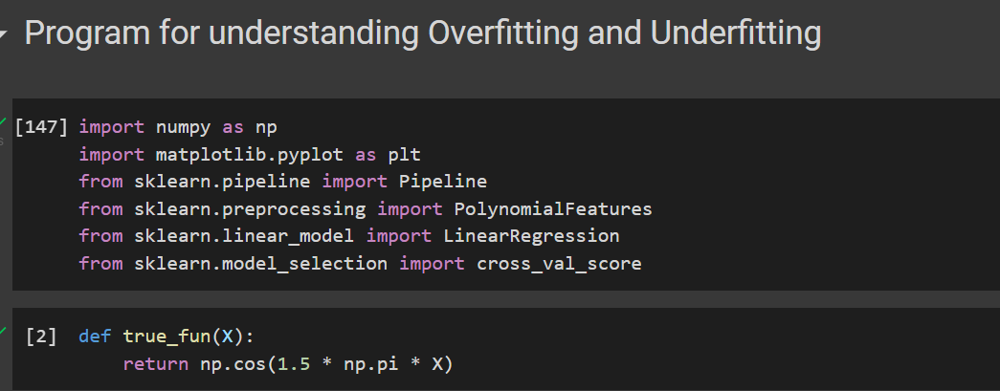 Program for understanding Overfitting and Underfitting
[147] import numpy as np
import matplotlib.pyplot as plt
from sklearn.pipeline import Pipeline
from sklearn.preprocessing import PolynomialFeatures
from sklearn.linear_model import LinearRegression
from sklearn.model_selection import cross_val_score
[2] def true_fun(X):
return np.cos(1.5 * np.pi * X)